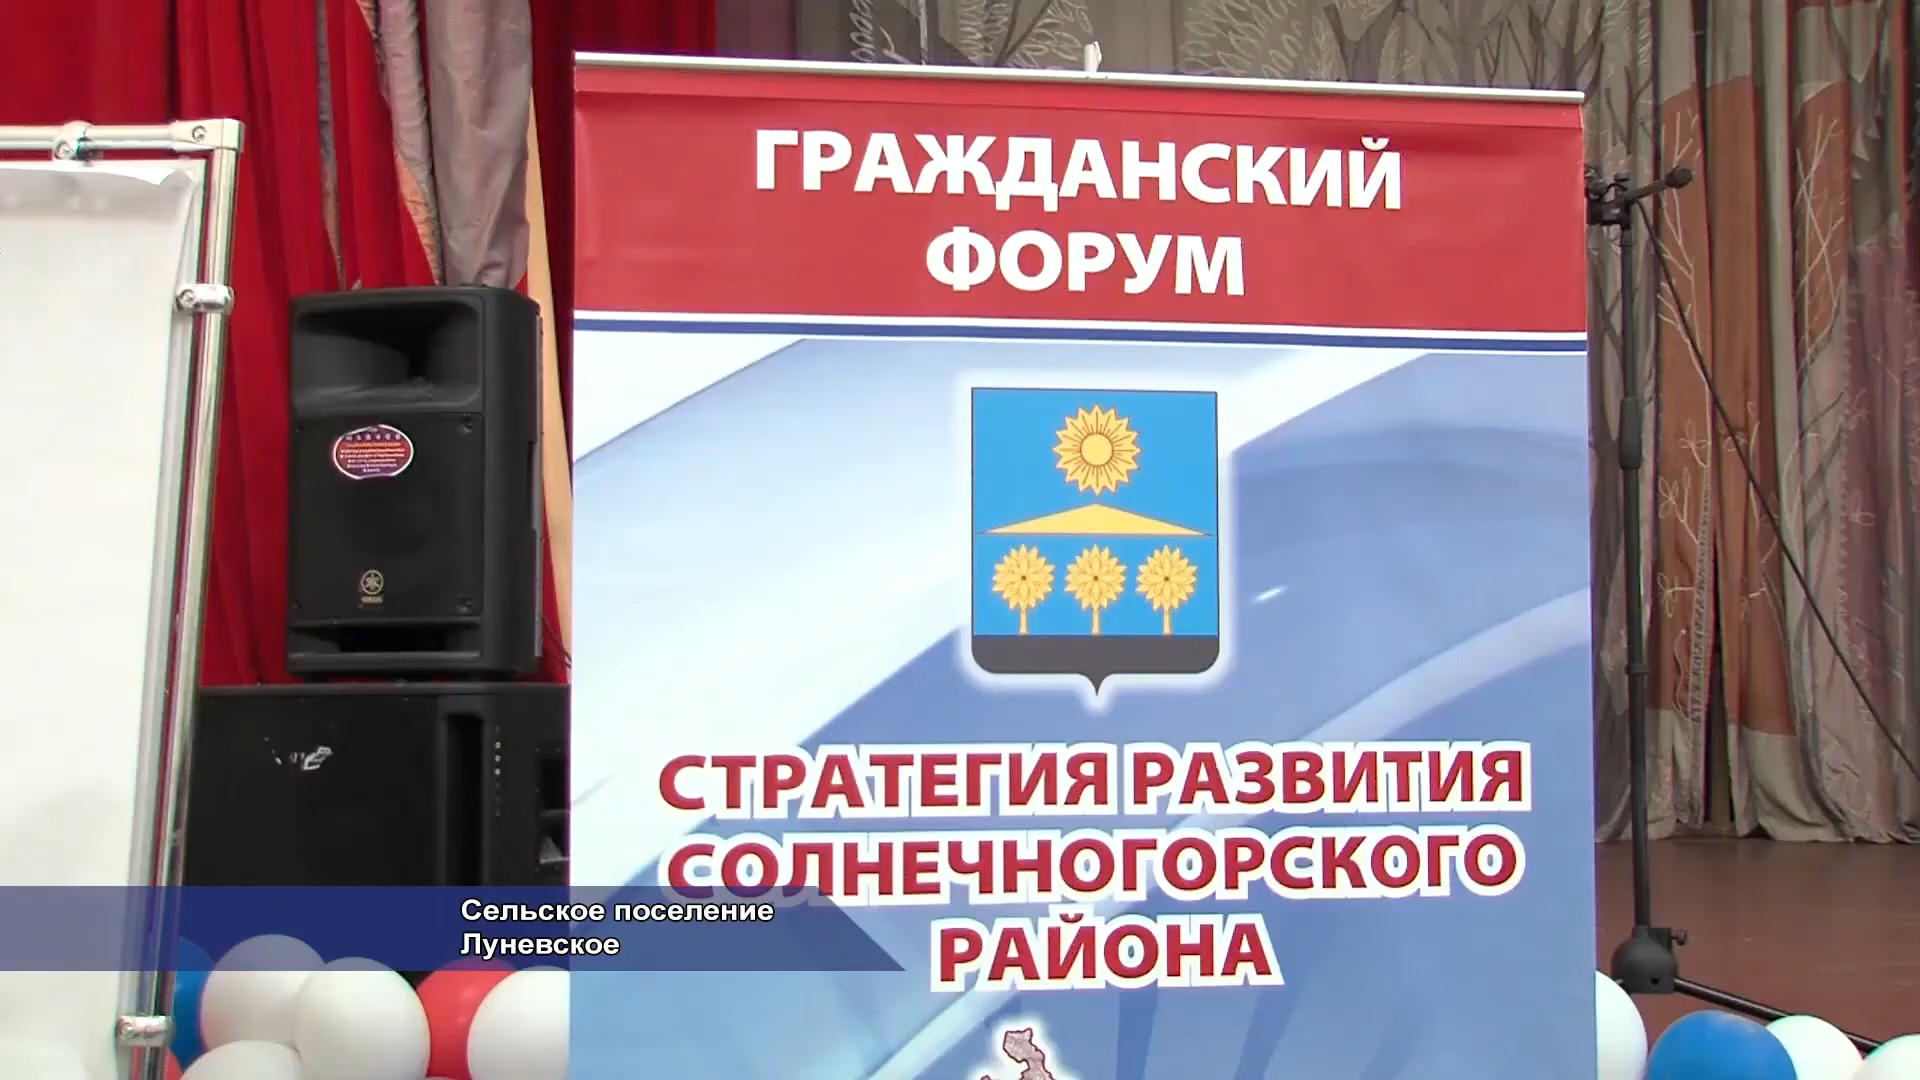 ГРАЖДАНСКИЙ
ФОРУМ
СТРАТЕГИЯ РАЗВИТИЯ
СОЛНЕЧНОГОРСКОГО
РАЙОНА
Сельское поселение
Луневское